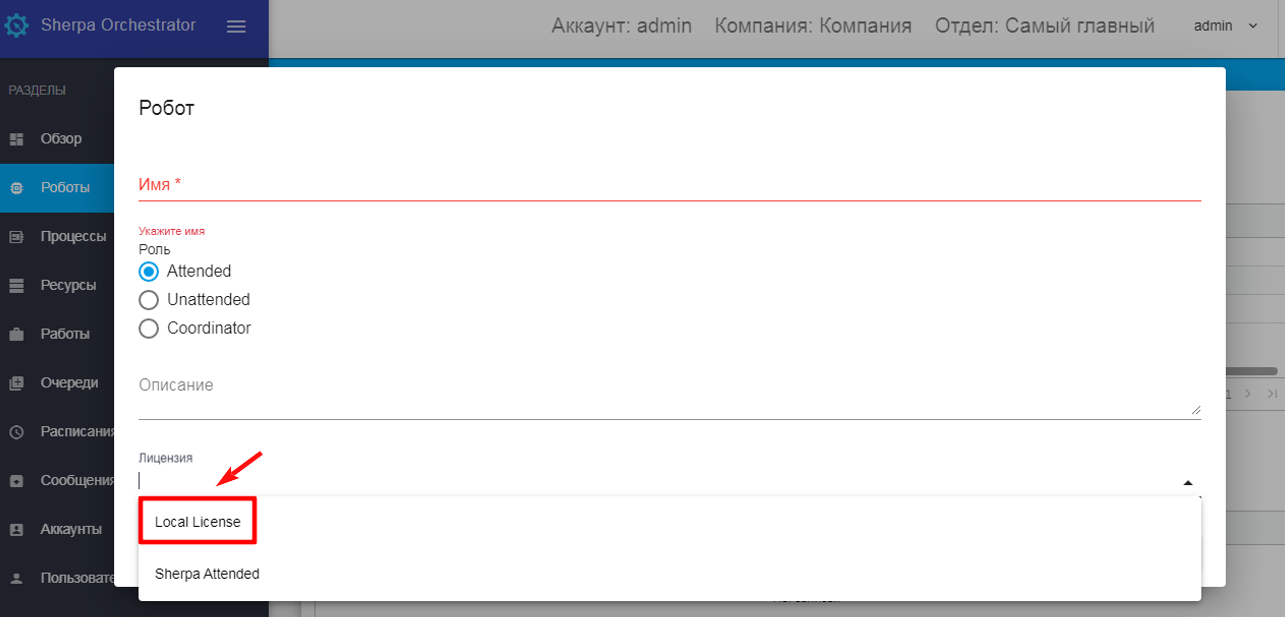 Sherpa Orchestrator
Аккаунт: admin Компания: Компания Отдел: Самый главный admin
РАЗДЕЛЫ
Обзор
Роботы
Процессы
Ресурсы
Работы
Очереди
Расписания
Сообщения
Аккаунты
Пользовате
Робот
Имя *
Укажите имя
Роль
Attended
Unattended
Coordinator
Описание
Лицензия
Local License
Sherpa Attended
1